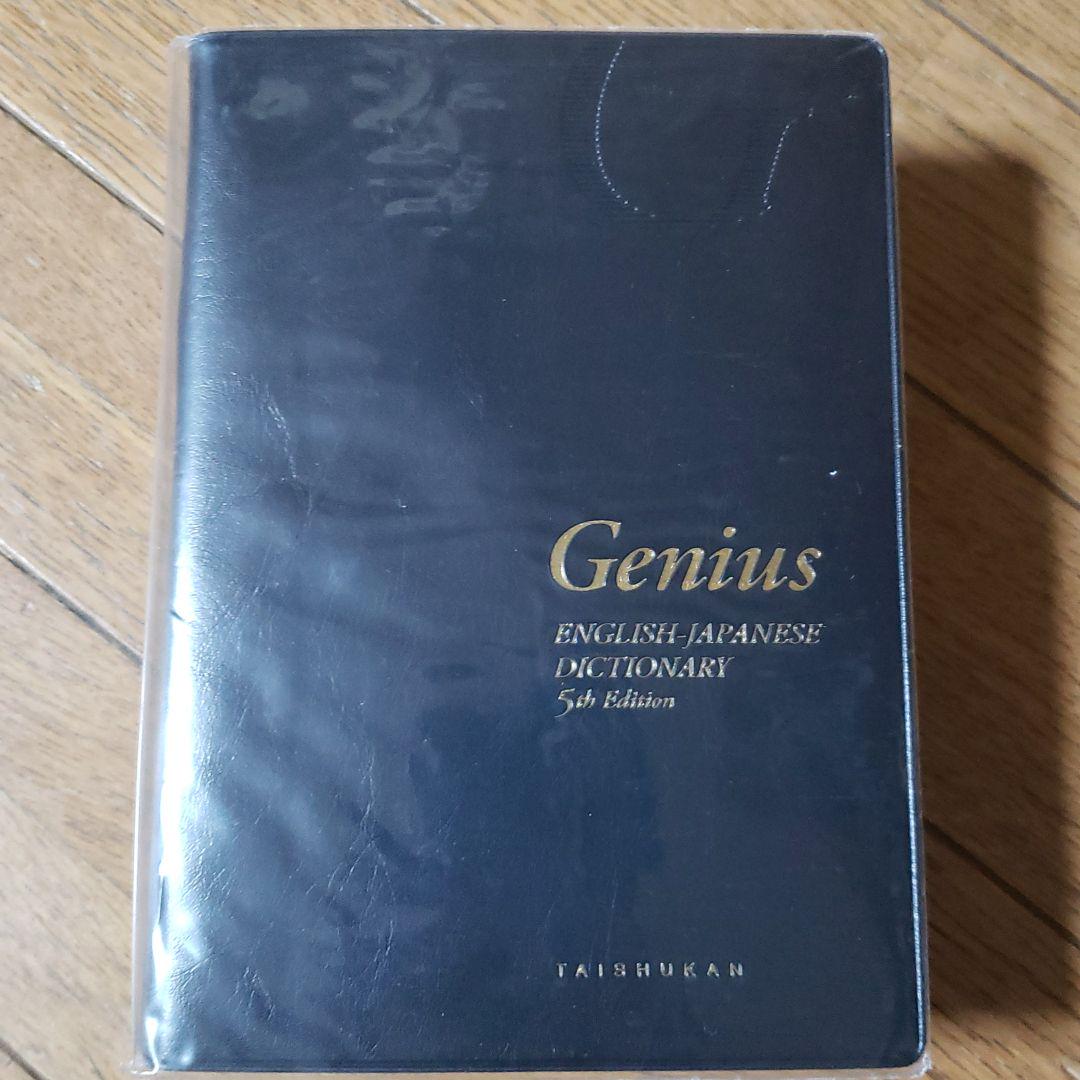 Genius
ENGLISH-JAPANESE
DICTIONARY
5th Edition
TAISHUKAN